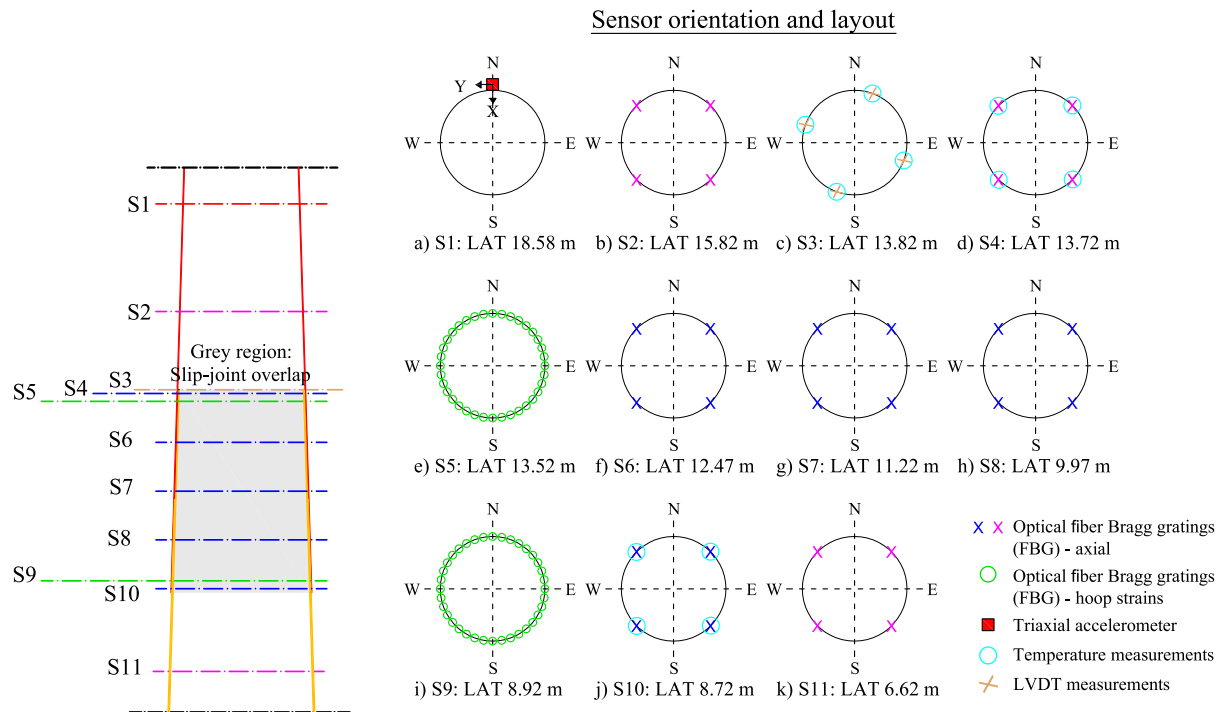 Sensor orientation and layout
S1
S2
Grey region:
Slip-joint overlap
S3
S4
S5
S6
S7
S8
S9
S10
S11
N
Y
X
W
E
S
a) S1: LAT 18.58 m
N
W
E
S
b) S2: LAT 15.82 m
N
W
E
S
c) S3: LAT 13.82 m
N
W
E
S
d) S4: LAT 13.72 m
N
W
E
S
e) S5: LAT 13.52 m
N
W
E
S
f) S6: LAT 12.47 m
N
W
E
S
g) S7: LAT 11.22 m
N
W
E
S
h) S8: LAT 9.97 m
N
W
E
S
i) S9: LAT 8.92 m
N
W
E
S
j) S10: LAT 8.72 m
N
W
E
S
k) S11: LAT 6.62 m
Optical fiber Bragg gratings
(FBG) - axial
Optical fiber Bragg gratings
(FBG) - hoop strains
Triaxial accelerometer
Temperature measurements
LVDT measurements